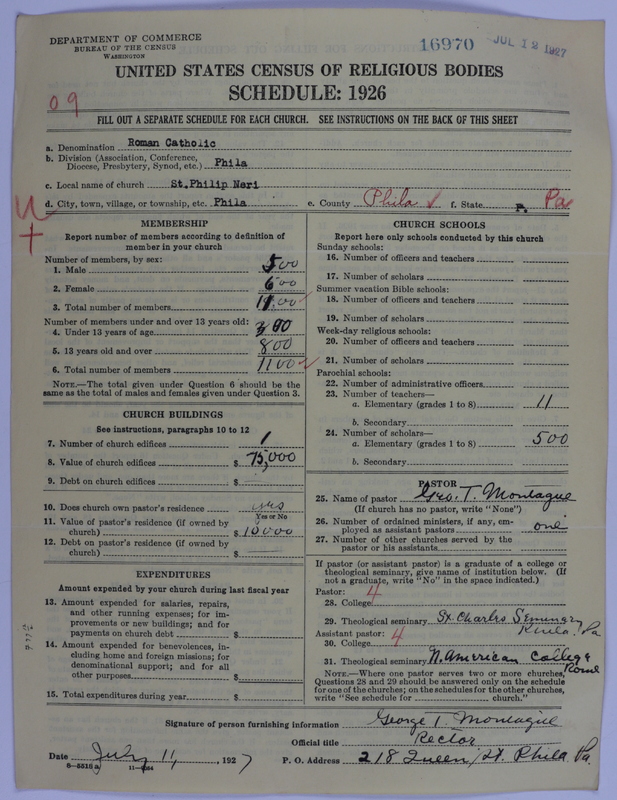 DEPARTMENT OF COMMERCE
BUREAU OF THE CENSUS
WASHINGTON
16970
JUL 12 1927
UNITED STATES CENSUS OF RELIGIOUS BODIES
SCHEDULE: 1926
09
FILL OUT A SEPARATE SCHEDULE FOR EACH CHURCH. SEE INSTRUCTIONS ON THE BACK OF THIS SHEET
a. Denomination Roman Catholic
b. Division (Association, Conference,
Diocese, Presbytery, Synod, etc.) Phila
c. Local name of church St.Philip Neri
d. City, town, village, or township, etc. Phila e. County Phila f. State P. Pa
MEMBERSHIP
Report number of members according to definition of
member in your church
Number of members, by sex:
1. Male 500
2. Female 600
3. Total number of members 1100
Number of members under and over 13 years old:
4. Under 13 years of age 300
5. 13 years old and over 800
6. Total number of members 1100
NOTE.—The total given under Question 6 should be the
same as the total of males and females given under Question 3.
CHURCH BUILDINGS
See instructions, paragraphs 10 to 12
7. Number of church edifices 1
8. Value of church edifices $ 75,000
9. Debt on church edifices $
10. Does church own pastor's residence yes
Yes or No
11. Value of pastor's residence (if owned by
church) $ 10000
12. Debt on pastor's residence (if owned by
church) $
EXPENDITURES
Amount expended by your church during last fiscal year
13. Amount expended for salaries, repairs,
and other running expenses; for im-
provements or new buildings; and for
payments on church debt $
14. Amount expended for benevolences, in-
cluding home and foreign missions; for
denominational support; and for all
other purposes $
15. Total expenditures during year $
CHURCH SCHOOLS
Report here only schools conducted by this church
Sunday schools:
16. Number of officers and teachers
17. Number of scholars
Summer vacation Bible schools:
18. Number of officers and teachers
19. Number of scholars
Week-day religious schools:
20. Number of officers and teachers
21. Number of scholars
Parochial schools:
22. Number of administrative officers
23. Number of teachers—
a. Elementary (grades 1 to 8) 11
b. Secondary
24. Number of scholars—
a. Elementary (grades 1 to 8) 500
b. Secondary
PASTOR
25. Name of pastor Geo. T. Montague
(If church has no pastor, write "None")
26. Number of ordained ministers, if any, em-
ployed as assistant pastors one
27. Number of other churches served by the
pastor or his assistants
If pastor (or assistant pastor) is a graduate of a college or
theological seminary, give name of institution below. (If
not a graduate, write "No" in the space indicated.)
Pastor: 4
28. College
29. Theological seminary St Charles Seminary
Phila. Pa
Assistant pastor: 4
30. College
31. Theological seminary N. American College
Rome
NOTE.—Where one pastor serves two or more churches,
Questions 28 and 29 should be answered only on the schedule
for one of the churches; on the schedules for the other churches,
write "See schedule for church."
Signature of person furnishing information George T Montague
Official title Rector
Date July 11, 1927 P. O. Address 218 Queen St. Phila Pa.
8—5518 a